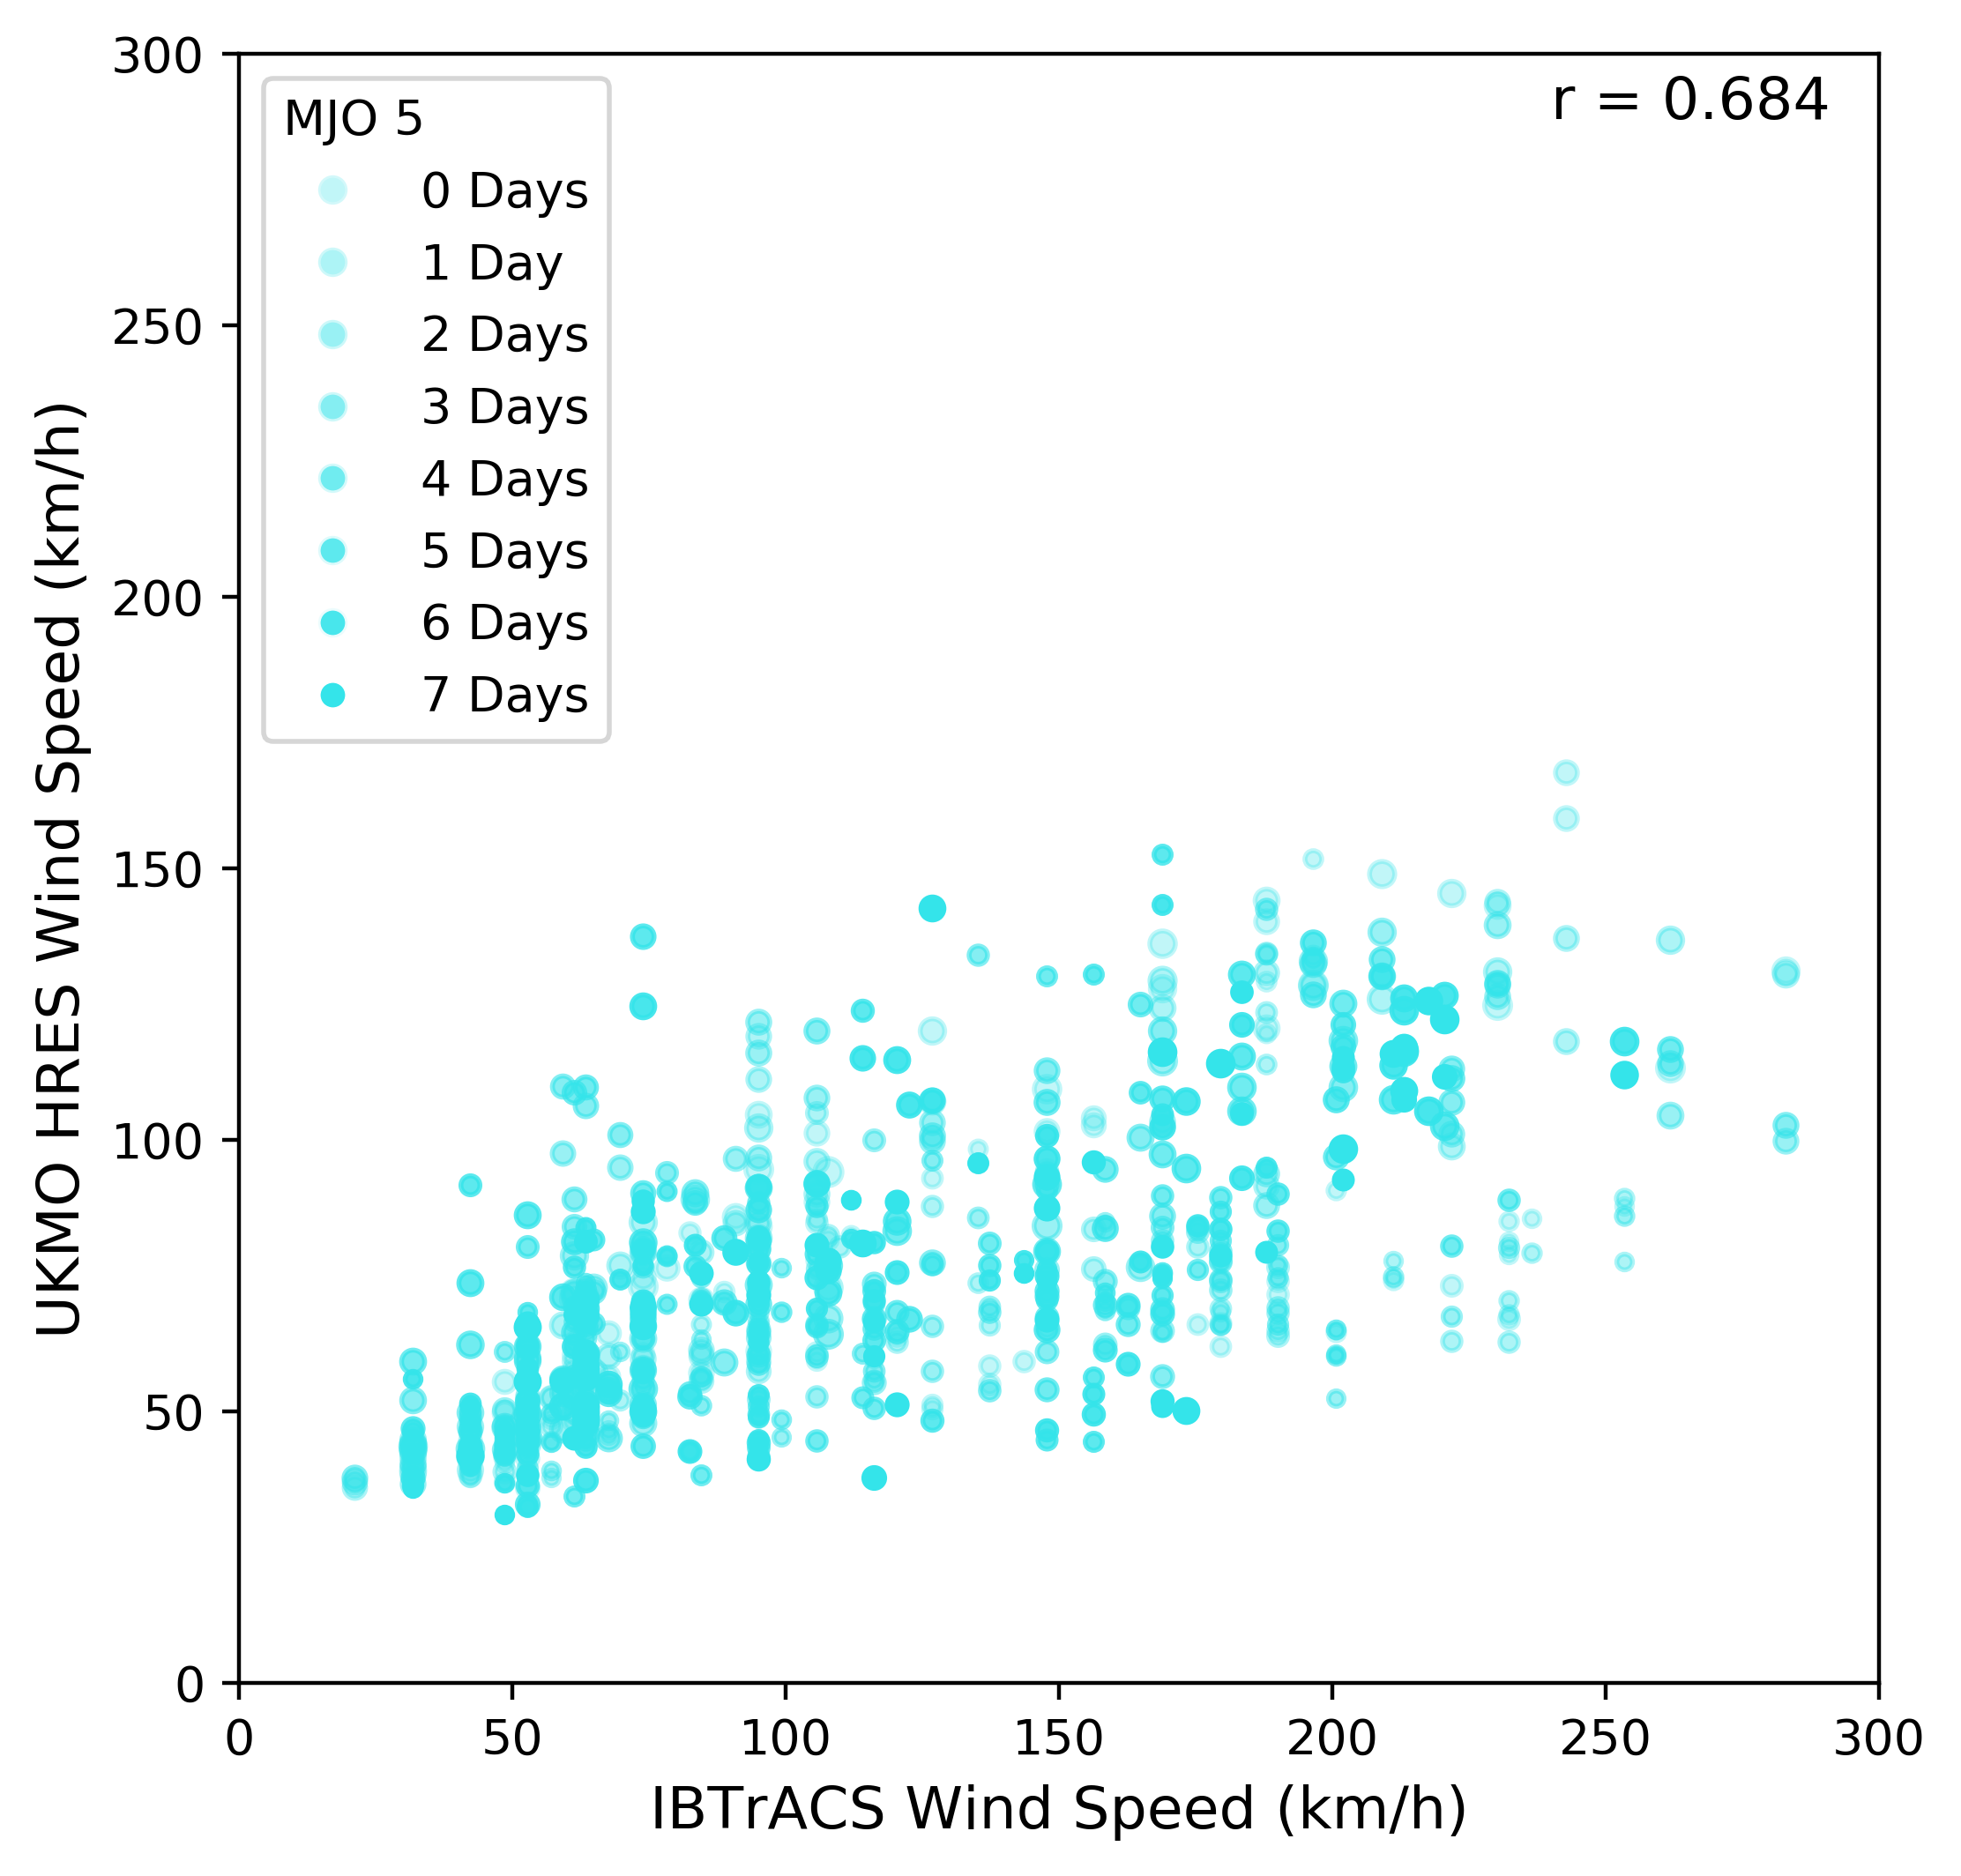 r = 0.684
MJO 5
0 Days
1 Day
2 Days
3 Days
4 Days
5 Days
6 Days
7 Days
UKMO HRES Wind Speed (km/h)
300
250
200
150
100
50
0
0 50 100 150 200 250 300
IBTrACS Wind Speed (km/h)